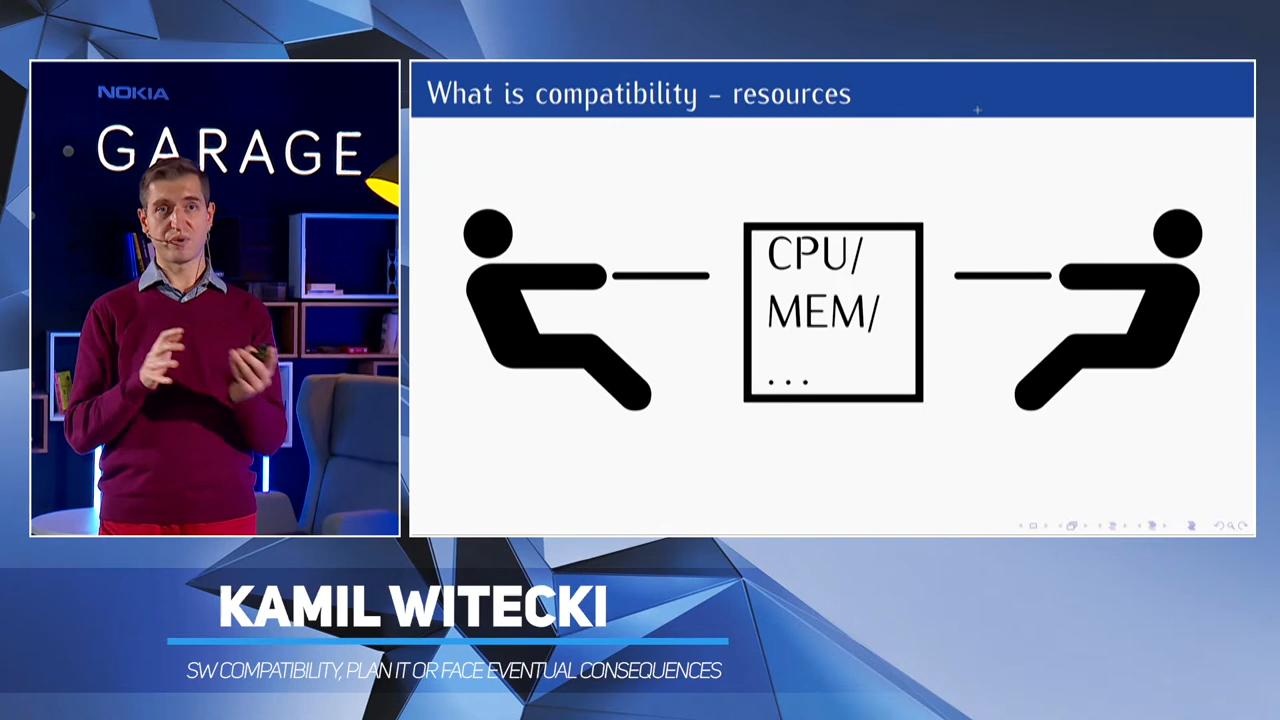 NOKIA
GARAGE
What is compatibility – resources
CPU/
MEM/
...
KAMIL WITECKI
SW COMPATIBILITY, PLAN IT OR FACE EVENTUAL CONSEQUENCES